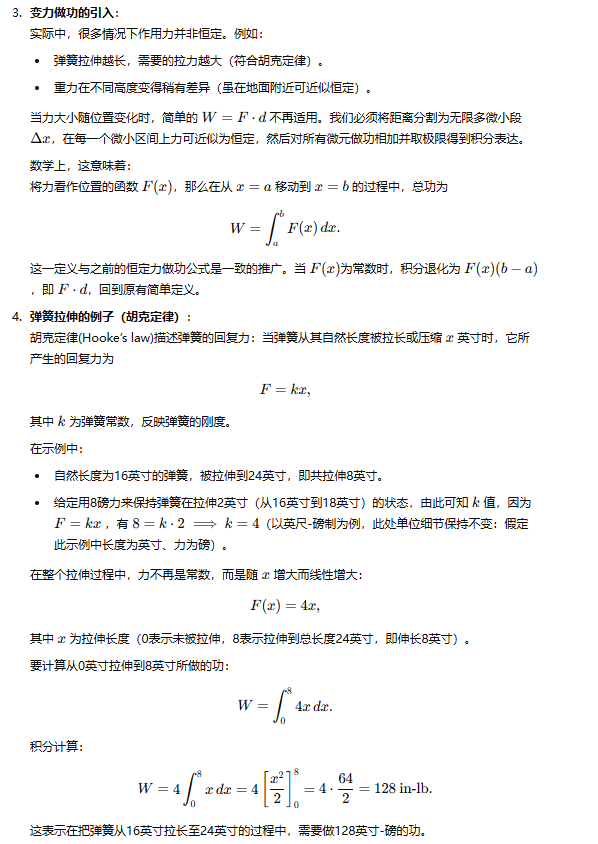 3. 变力做功的引入：
实际中，很多情况下作用力并非恒定。例如：
• 弹簧拉伸越长，需要的拉力越大（符合胡克定律）。
• 重力在不同高度变得稍有差异（虽在地面附近可近似恒定）。
当力大小随位置变化时，简单的 W = F · d 不再适用。我们必须将距离分割为无限多微小段
Δx，在每一个微小区间上力可近似为恒定，然后对所有微元做功相加并取极限得到积分表达。
数学上，这意味着：
将力看作位置的函数 F(x)，那么在从 x = a 移动到 x = b 的过程中，总功为
W = ∫_a^b F(x) dx.
这一定义与之前的恒定力做功公式是一致的推广。当 F(x)为常数时，积分退化为 F(x)(b − a)
，即 F · d，回到原有简单定义。
4. 弹簧拉伸的例子（胡克定律）：
胡克定律(Hooke’s law)描述弹簧的回复力：当弹簧从其自然长度被拉长或压缩 x 英寸时，它所
产生的回复力为
F = kx,
其中 k 为弹簧常数，反映弹簧的刚度。
在示例中：
• 自然长度为16英寸的弹簧，被拉伸到24英寸，即共拉伸8英寸。
• 给定用8磅力来保持弹簧在拉伸2英寸（从16英寸到18英寸）的状态，由此可知 k 值，因为
F = kx ，有 8 = k · 2 ⟹ k = 4（以英尺-磅制为例，此处单位细节保持不变：假定
此示例中长度为英寸、力为磅）。
在整个拉伸过程中，力不再是常数，而是随 x 增大而线性增大：
F(x) = 4x,
其中 x 为拉伸长度（0表示未被拉伸，8表示拉伸到总长度24英寸，即伸长8英寸）。
要计算从0英寸拉伸到8英寸所做的功：
W = ∫_0^8 4x dx.
积分计算：
W = 4 ∫_0^8 x dx = 4 [x^2/2]_0^8 = 4 · 64/2 = 128 in-lb.
这表示在把弹簧从16英寸拉长至24英寸的过程中，需要做128英寸-磅的功。